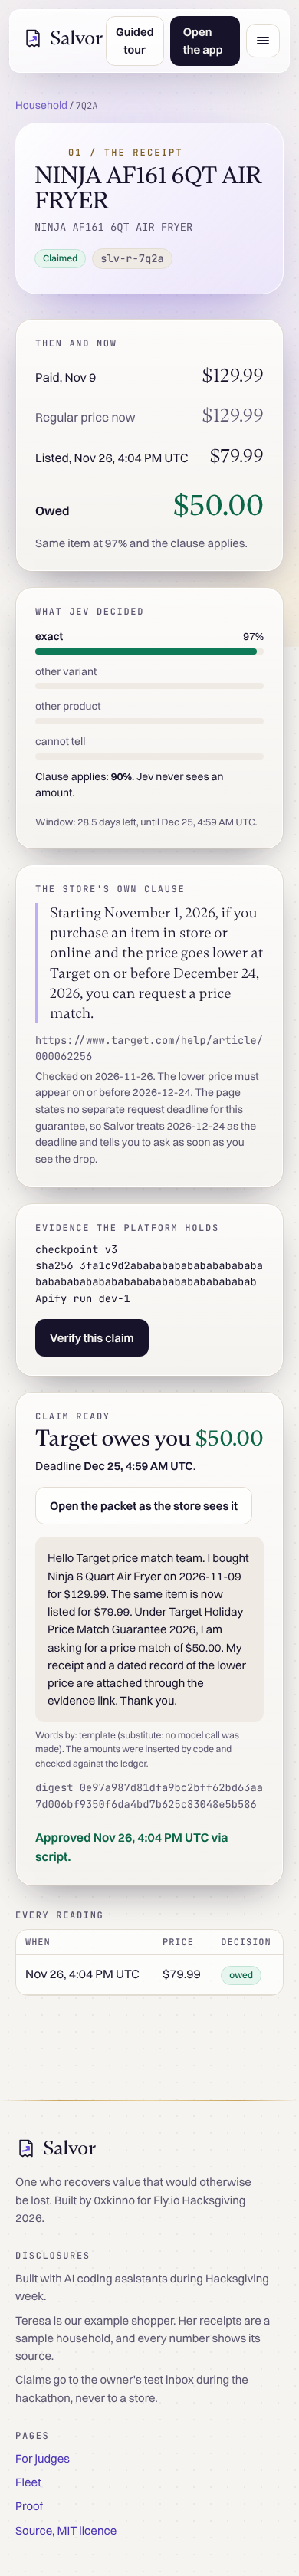 Salvor
Guided
tour
Open
the app
Household / 7Q2A
01 / THE RECEIPT
NINJA AF161 6QT AIR
FRYER
NINJA AF161 6QT AIR FRYER
Claimed
slv-r-7q2a
THEN AND NOW
Paid, Nov 9 $129.99
Regular price now $129.99
Listed, Nov 26, 4:04 PM UTC $79.99
Owed $50.00
Same item at 97% and the clause applies.
WHAT JEV DECIDED
exact 97%
other variant
other product
cannot tell
Clause applies: 90%. Jev never sees an
amount.
Window: 28.5 days left, until Dec 25, 4:59 AM UTC.
THE STORE'S OWN CLAUSE
Starting November 1, 2026, if you
purchase an item in store or
online and the price goes lower at
Target on or before December 24,
2026, you can request a price
match.
https://www.target.com/help/article/
000062256
Checked on 2026-11-26. The lower price must
appear on or before 2026-12-24. The page
states no separate request deadline for this
guarantee, so Salvor treats 2026-12-24 as the
deadline and tells you to ask as soon as you
see the drop.
EVIDENCE THE PLATFORM HOLDS
checkpoint v3
sha256 3fa1c9d2abababababababababab
abababababababababababababababababab
Apify run dev-1
Verify this claim
CLAIM READY
Target owes you $50.00
Deadline Dec 25, 4:59 AM UTC.
Open the packet as the store sees it
Hello Target price match team. I bought
Ninja 6 Quart Air Fryer on 2026-11-09
for $129.99. The same item is now
listed for $79.99. Under Target Holiday
Price Match Guarantee 2026, I am
asking for a price match of $50.00. My
receipt and a dated record of the lower
price are attached through the
evidence link. Thank you.
Words by: template (substitute: no model call was
made). The amounts were inserted by code and
checked against the ledger.
digest 0e97a987d81dfa9bc2bff62bd63aa
7d006bf9350f6da4bd7b625c83048e5b586
Approved Nov 26, 4:04 PM UTC via
script.
EVERY READING
WHEN PRICE DECISION
Nov 26, 4:04 PM UTC $79.99 owed
Salvor
One who recovers value that would otherwise
be lost. Built by 0xkinno for Fly.io Hacksgiving
2026.
DISCLOSURES
Built with AI coding assistants during Hacksgiving
week.
Teresa is our example shopper. Her receipts are a
sample household, and every number shows its
source.
Claims go to the owner's test inbox during the
hackathon, never to a store.
PAGES
For judges
Fleet
Proof
Source, MIT licence